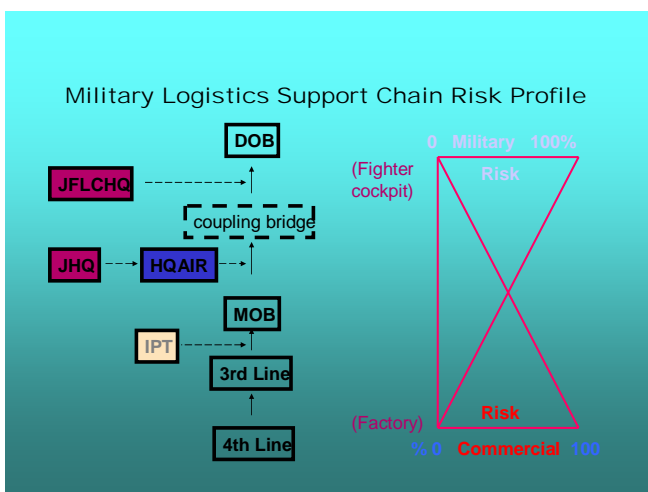 Military Logistics Support Chain Risk Profile
DOB
0 Military 100%
(Fighter
cockpit)
Risk
JFLCHQ
coupling bridge
JHQ
HQAIR
MOB
IPT
3rd Line
Risk
(Factory)
4th Line
% 0 Commercial 100